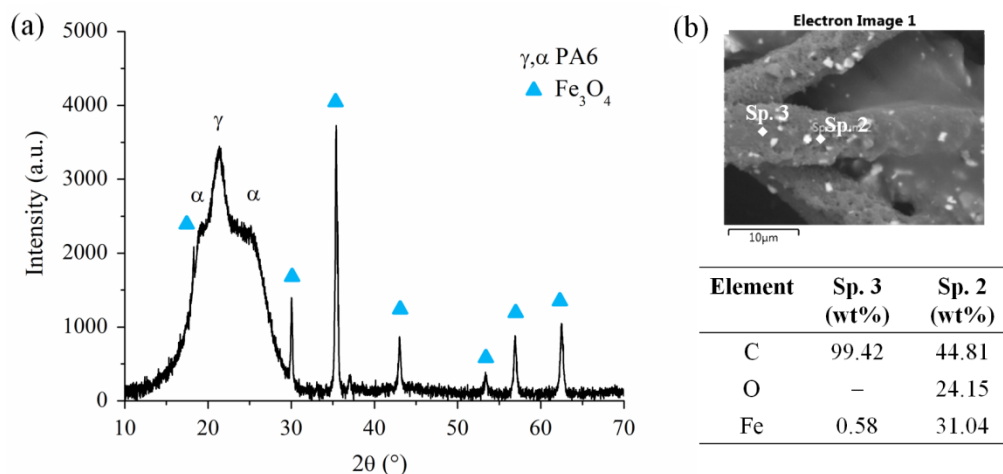 (a)
5000
4000
3000
2000
1000
0
Intensity (a.u.)
γ,α PA6
Fe₃O₄
γ
α
α
10 20 30 40 50 60 70
2θ (°)
(b)
Electron Image 1
Sp. 3
Sp. 2
10μm
Element Sp. 3 (wt%) Sp. 2 (wt%)
C 99.42 44.81
O – 24.15
Fe 0.58 31.04